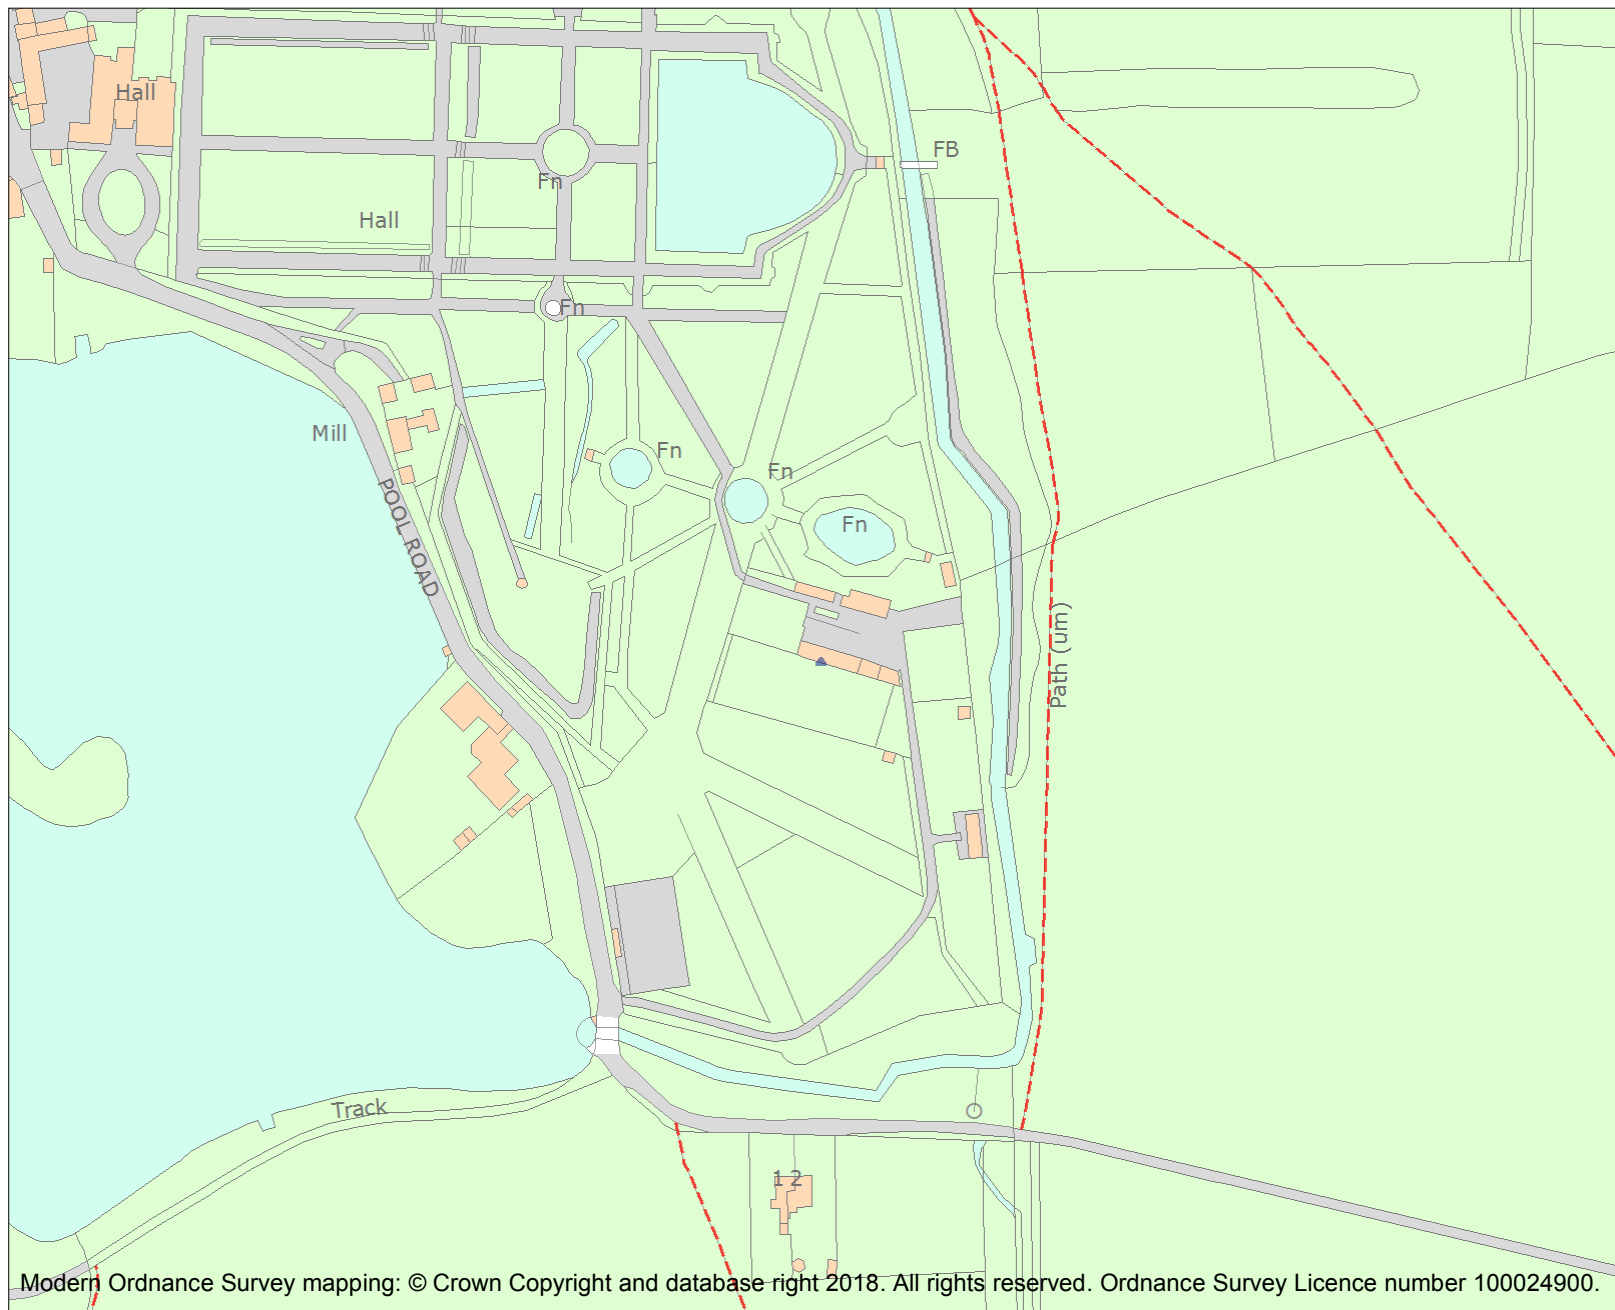 Hall
FB
Fn
Hall
Fn
Mill
Fn
Fn
Fn
POOL ROAD
Path (um)
Track
1 2
Modern Ordnance Survey mapping: © Crown Copyright and database right 2018. All rights reserved. Ordnance Survey Licence number 100024900.